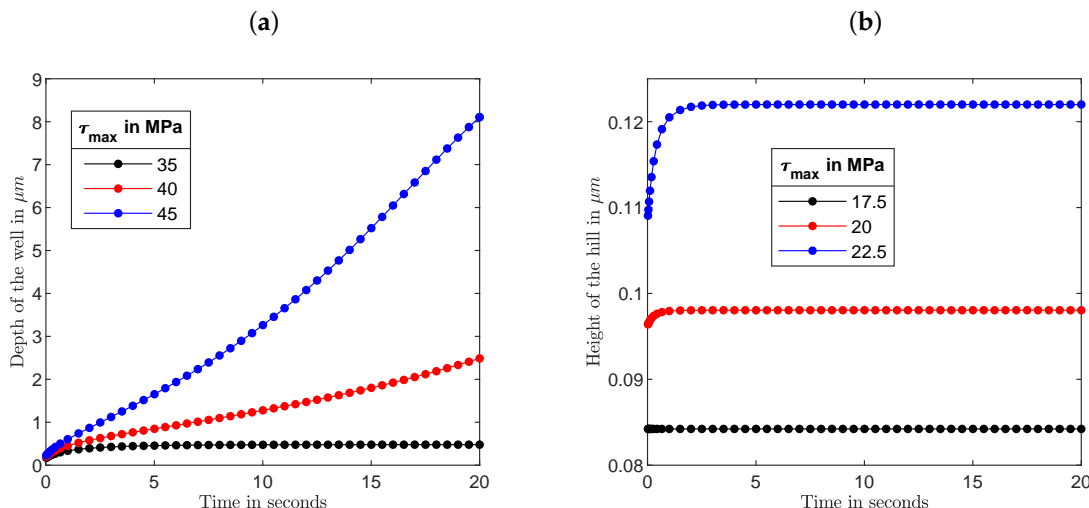 (a)
9
8
7
6
5
4
3
2
1
0
Depth of the well in μm
τmax in MPa
35
40
45
0 5 10 15 20
Time in seconds
(b)
0.12
0.11
0.1
0.09
0.08
Height of the hill in μm
τmax in MPa
17.5
20
22.5
0 5 10 15 20
Time in seconds